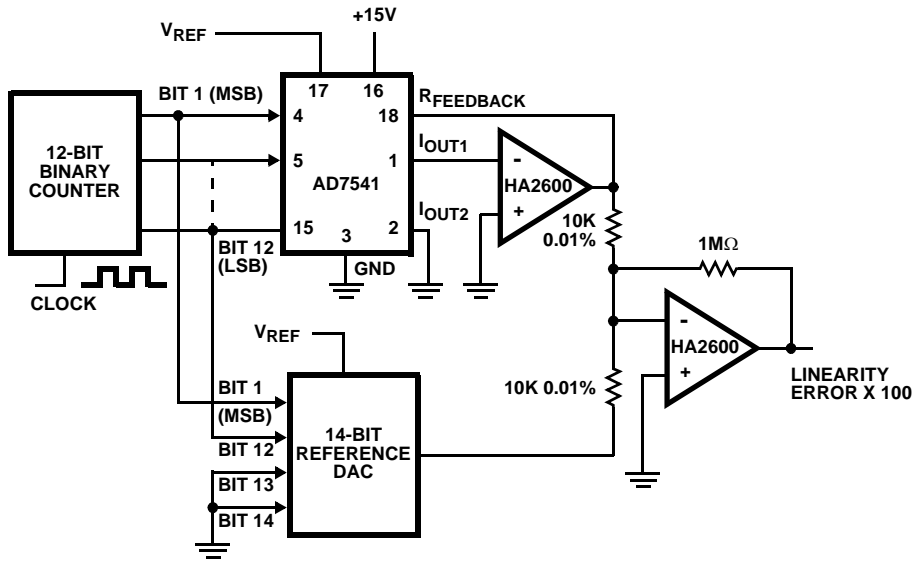 +15V
VREF
BIT 1 (MSB)
17
16
RFEEDBACK
4
18
12-BIT
BINARY
COUNTER
5
1
IOUT1
AD7541
-
HA2600
+
15
2
IOUT2
3
10K
0.01%
BIT 12
(LSB)
GND
1MΩ
CLOCK
VREF
-
HA2600
+
10K 0.01%
LINEARITY
ERROR X 100
BIT 1
(MSB)
BIT 12
BIT 13
BIT 14
14-BIT
REFERENCE
DAC